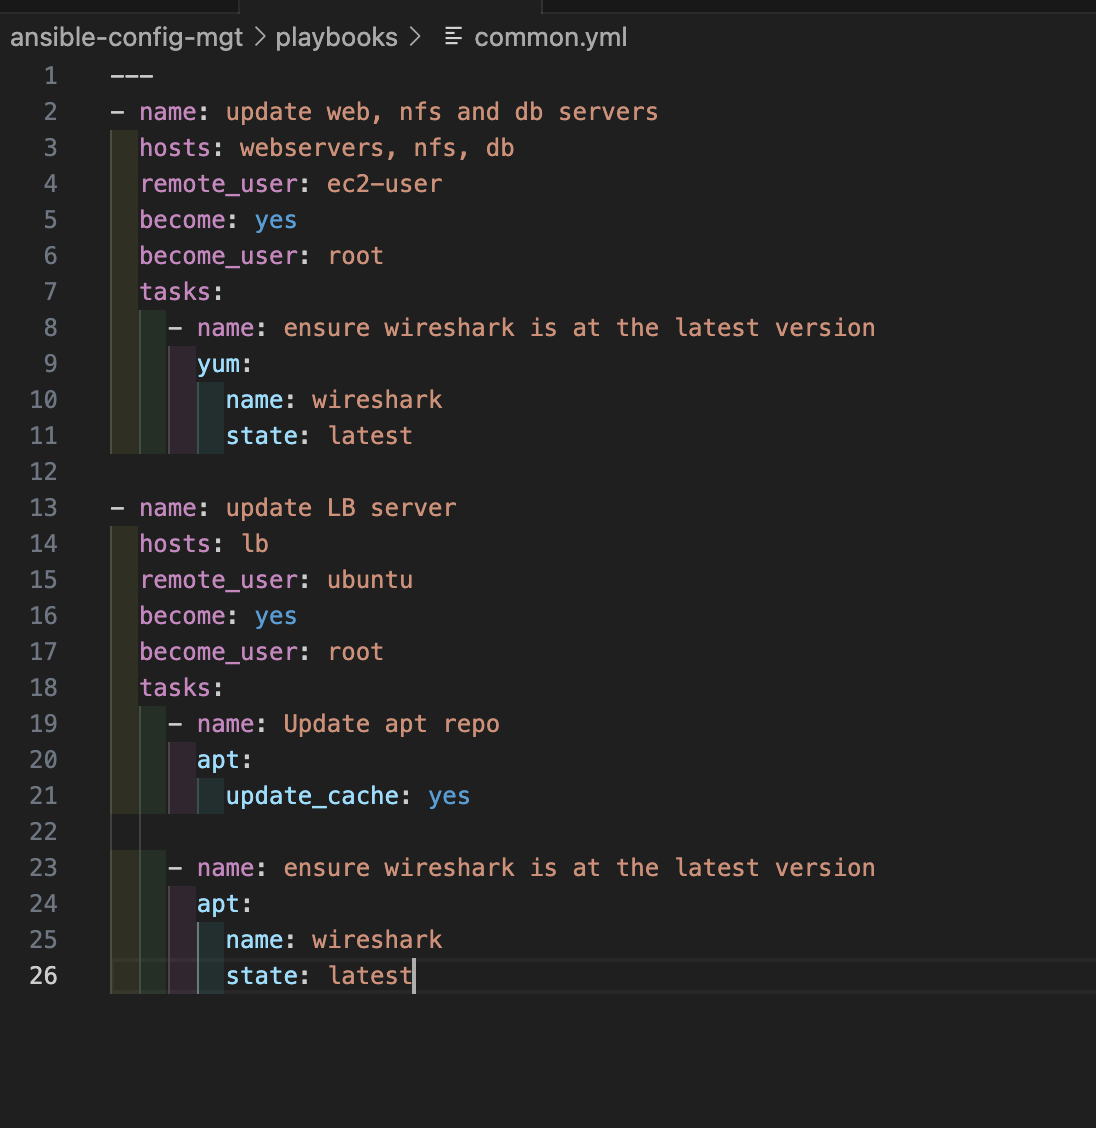 ansible-config-mgt > playbooks > common.yml
1 ---
2 - name: update web, nfs and db servers
3   hosts: webservers, nfs, db
4   remote_user: ec2-user
5   become: yes
6   become_user: root
7   tasks:
8     - name: ensure wireshark is at the latest version
9       yum:
10         name: wireshark
11         state: latest
12
13 - name: update LB server
14   hosts: lb
15   remote_user: ubuntu
16   become: yes
17   become_user: root
18   tasks:
19     - name: Update apt repo
20       apt:
21         update_cache: yes
22
23     - name: ensure wireshark is at the latest version
24       apt:
25         name: wireshark
26         state: latest